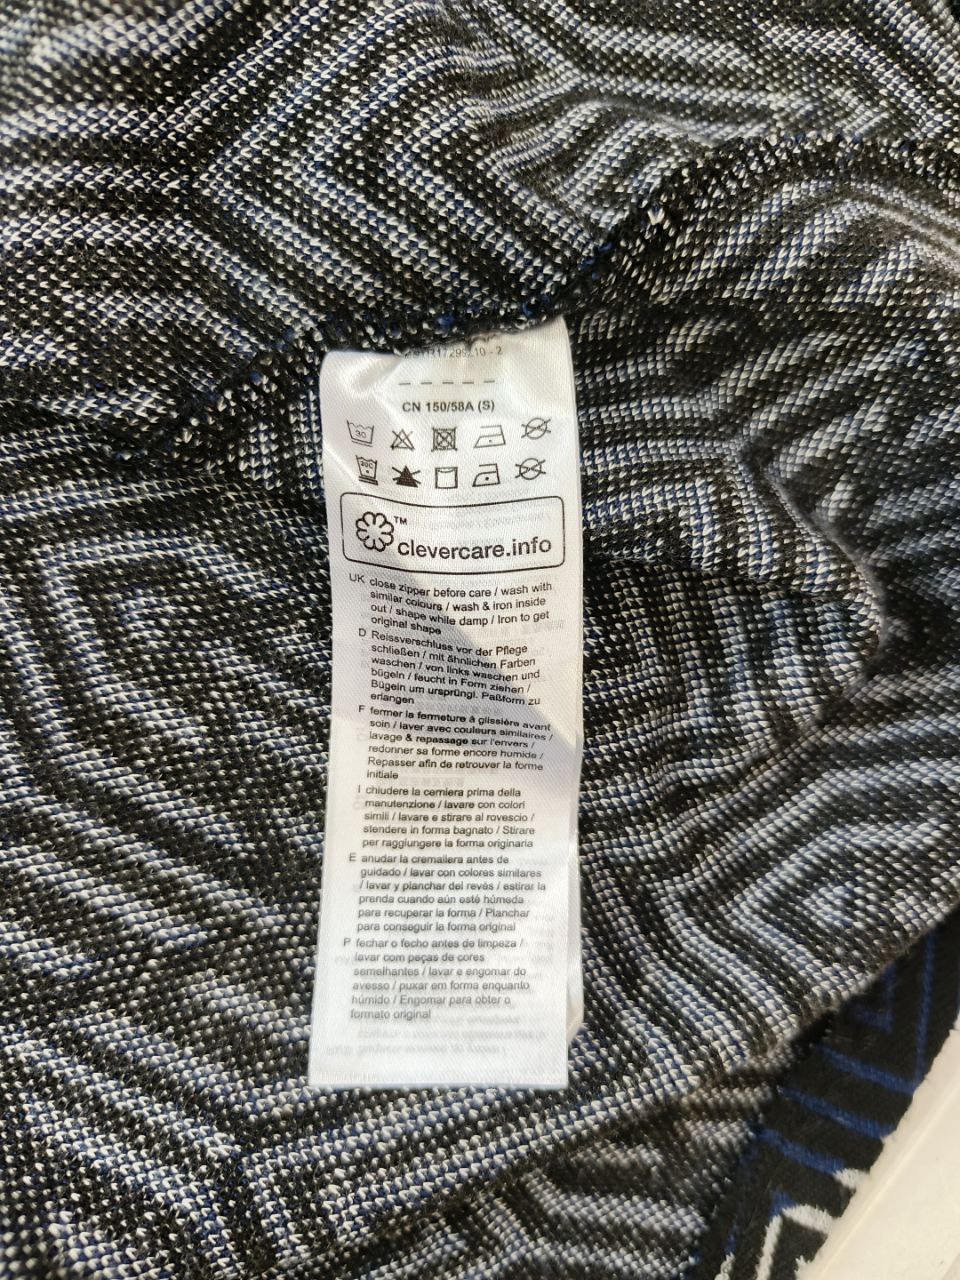 - 2
CN 150/58A (S)
30
30C
TM
clevercare.info
UK close zipper before care / wash with
similar colours / wash & iron inside
out / shape while damp / Iron to get
original shape
D Reissverschluss vor der Pflege
schließen / mit ähnlichen Farben
waschen / von links waschen und
bügeln / feucht in Form ziehen /
Bügeln um ursprüngl. Paßform zu
erlangen
F fermer la fermeture à glissière avant
soin / laver avec couleurs similaires /
lavage & repassage sur l'envers /
redonner sa forme encore humide /
Repasser afin de retrouver la forme
initiale
I chiudere la cerniera prima della
manutenzione / lavare con colori
simili / lavare e stirare al rovescio /
stendere in forma bagnato / Stirare
per raggiungere la forma originaria
E anudar la cremallera antes de
guidado / lavar con colores similares
/ lavar y planchar del revés / estirar la
prenda cuando aún esté húmeda
para recuperar la forma / Planchar
para conseguir la forma original
P fechar o fecho antes de limpeza /
lavar com peças de cores
semelhantes / lavar e engomar do
avesso / puxar em forma enquanto
húmido / Engomar para obter o
formato original